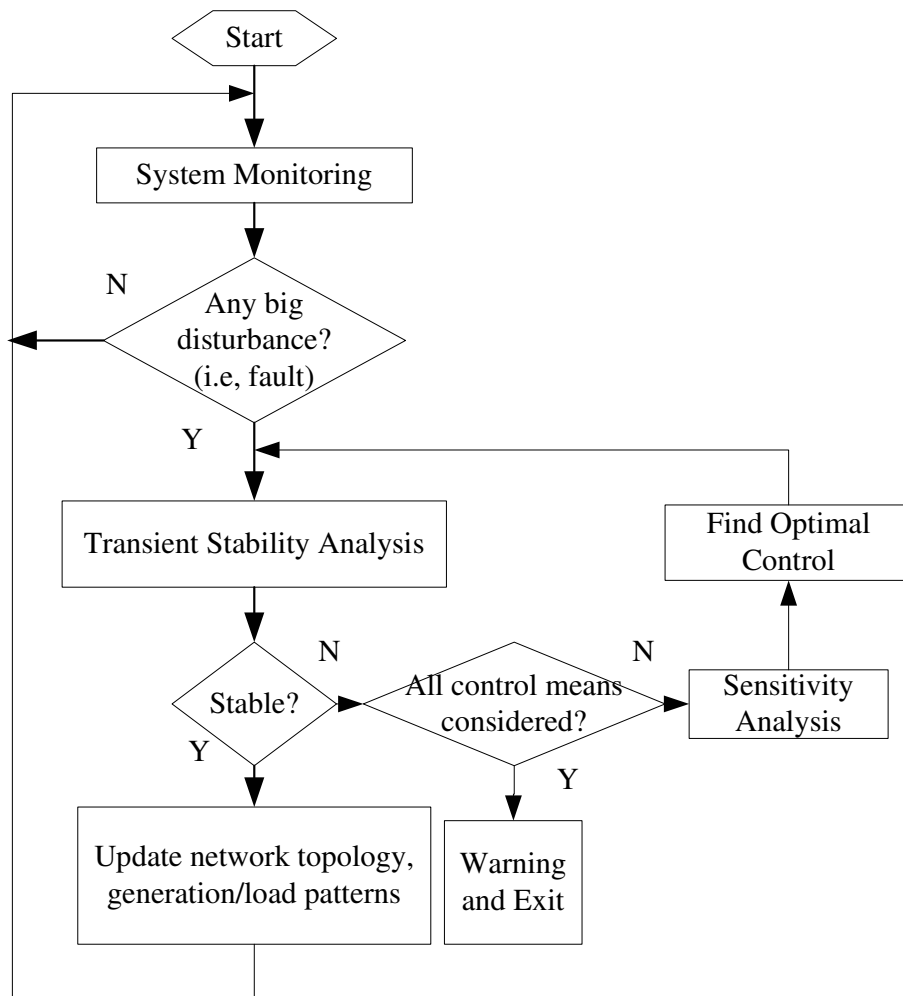 Start
System Monitoring
N
Any big
disturbance?
(i.e, fault)
Y
Transient Stability Analysis
Find Optimal
Control
N
N
Stable?
All control means
considered?
Sensitivity
Analysis
Y
Y
Update network topology,
generation/load patterns
Warning
and Exit